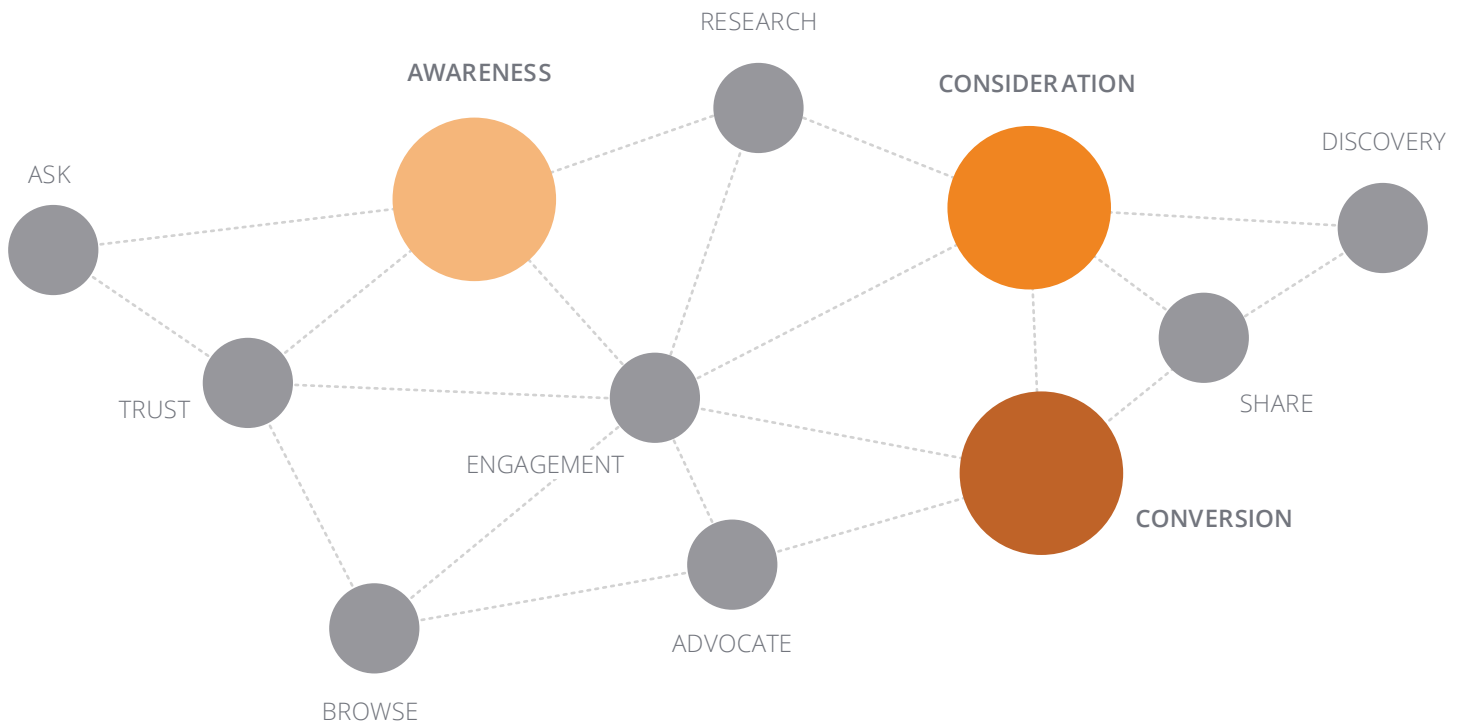 RESEARCH
AWARENESS
CONSIDERATION
DISCOVERY
ASK
TRUST
SHARE
ENGAGEMENT
CONVERSION
ADVOCATE
BROWSE